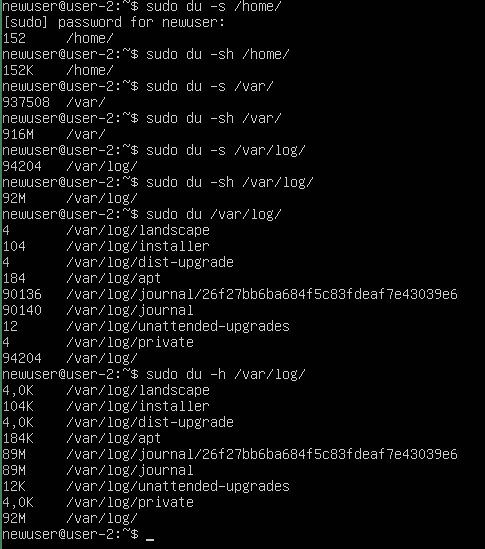 newuser@user-2:~$ sudo du -s /home/
[sudo] password for newuser:
152     /home/
newuser@user-2:~$ sudo du -sh /home/
152K    /home/
newuser@user-2:~$ sudo du -s /var/
937508  /var/
newuser@user-2:~$ sudo du -sh /var/
916M    /var/
newuser@user-2:~$ sudo du -s /var/log/
94204   /var/log/
newuser@user-2:~$ sudo du -sh /var/log/
92M     /var/log/
newuser@user-2:~$ sudo du /var/log/
4       /var/log/landscape
104     /var/log/installer
4       /var/log/dist-upgrade
184     /var/log/apt
90136   /var/log/journal/26f27bb6ba684f5c83fdeaf7e43039e6
90140   /var/log/journal
12      /var/log/unattended-upgrades
4       /var/log/private
94204   /var/log/
newuser@user-2:~$ sudo du -h /var/log/
4,0K    /var/log/landscape
104K    /var/log/installer
4,0K    /var/log/dist-upgrade
184K    /var/log/apt
89M     /var/log/journal/26f27bb6ba684f5c83fdeaf7e43039e6
89M     /var/log/journal
12K     /var/log/unattended-upgrades
4,0K    /var/log/private
92M     /var/log/
newuser@user-2:~$ _